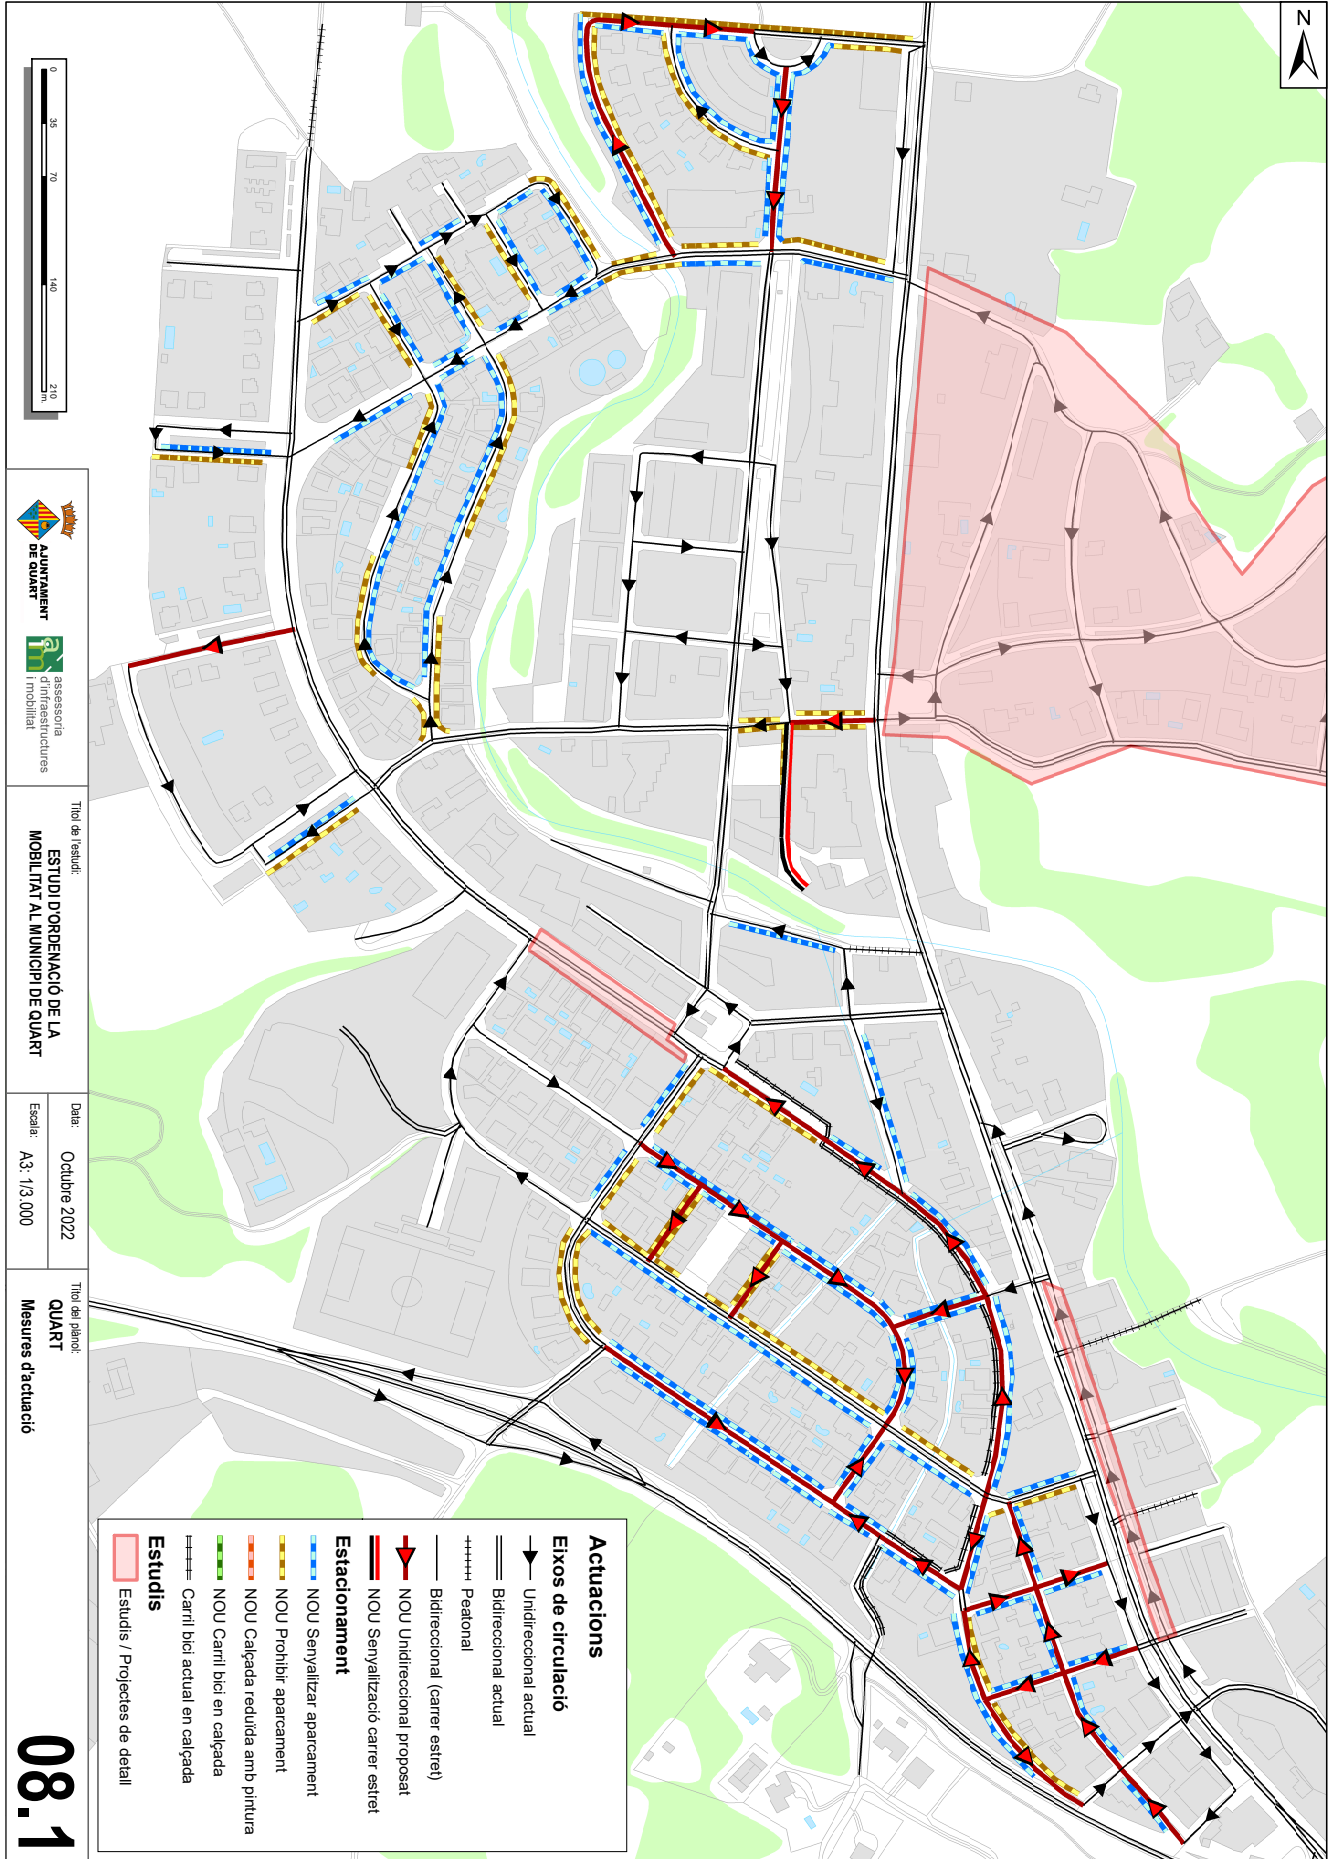 N
0
35
70
140
210
m.
AJUNTAMENT
DE QUART
am
assessoria
d'infraestructures
i mobilitat
Títol de l'estudi:
ESTUDI D'ORDENACIÓ DE LA
MOBILITAT AL MUNICIPI DE QUART
Data:
Octubre 2022
Escala:
A3: 1/3.000
Títol del plànol:
QUART
Mesures d'actuació
08.1
Actuacions
Eixos de circulació
Unidireccional actual
Bidireccional actual
Peatonal
Bidireccional (carrer estret)
NOU Unidireccional proposat
NOU Senyalització carrer estret
Estacionament
NOU Senyalitzar aparcament
NOU Prohibir aparcament
NOU Calçada reduïda amb pintura
NOU Carril bici en calçada
Carril bici actual en calçada
Estudis
Estudis / Projectes de detall